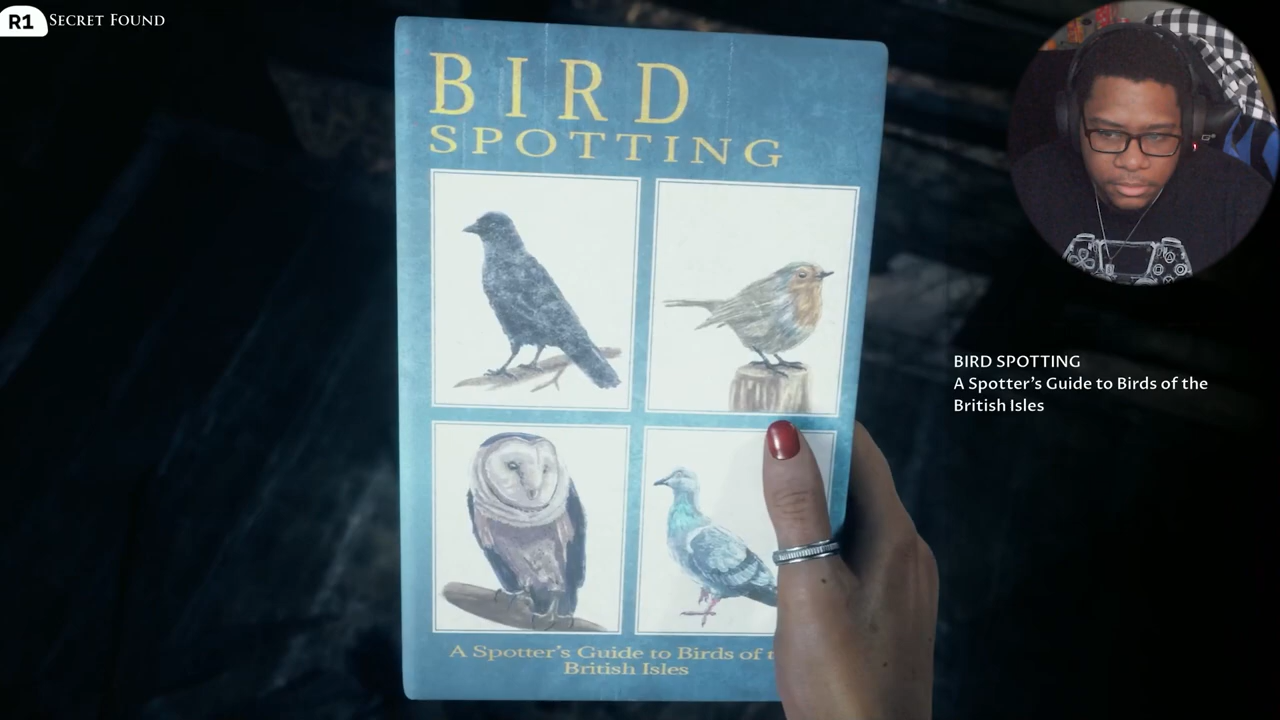 R1 SECRET FOUND
BIRD
SPOTTING
A Spotter's Guide to Birds of
British Isles
BIRD SPOTTING
A Spotter's Guide to Birds of the
British Isles